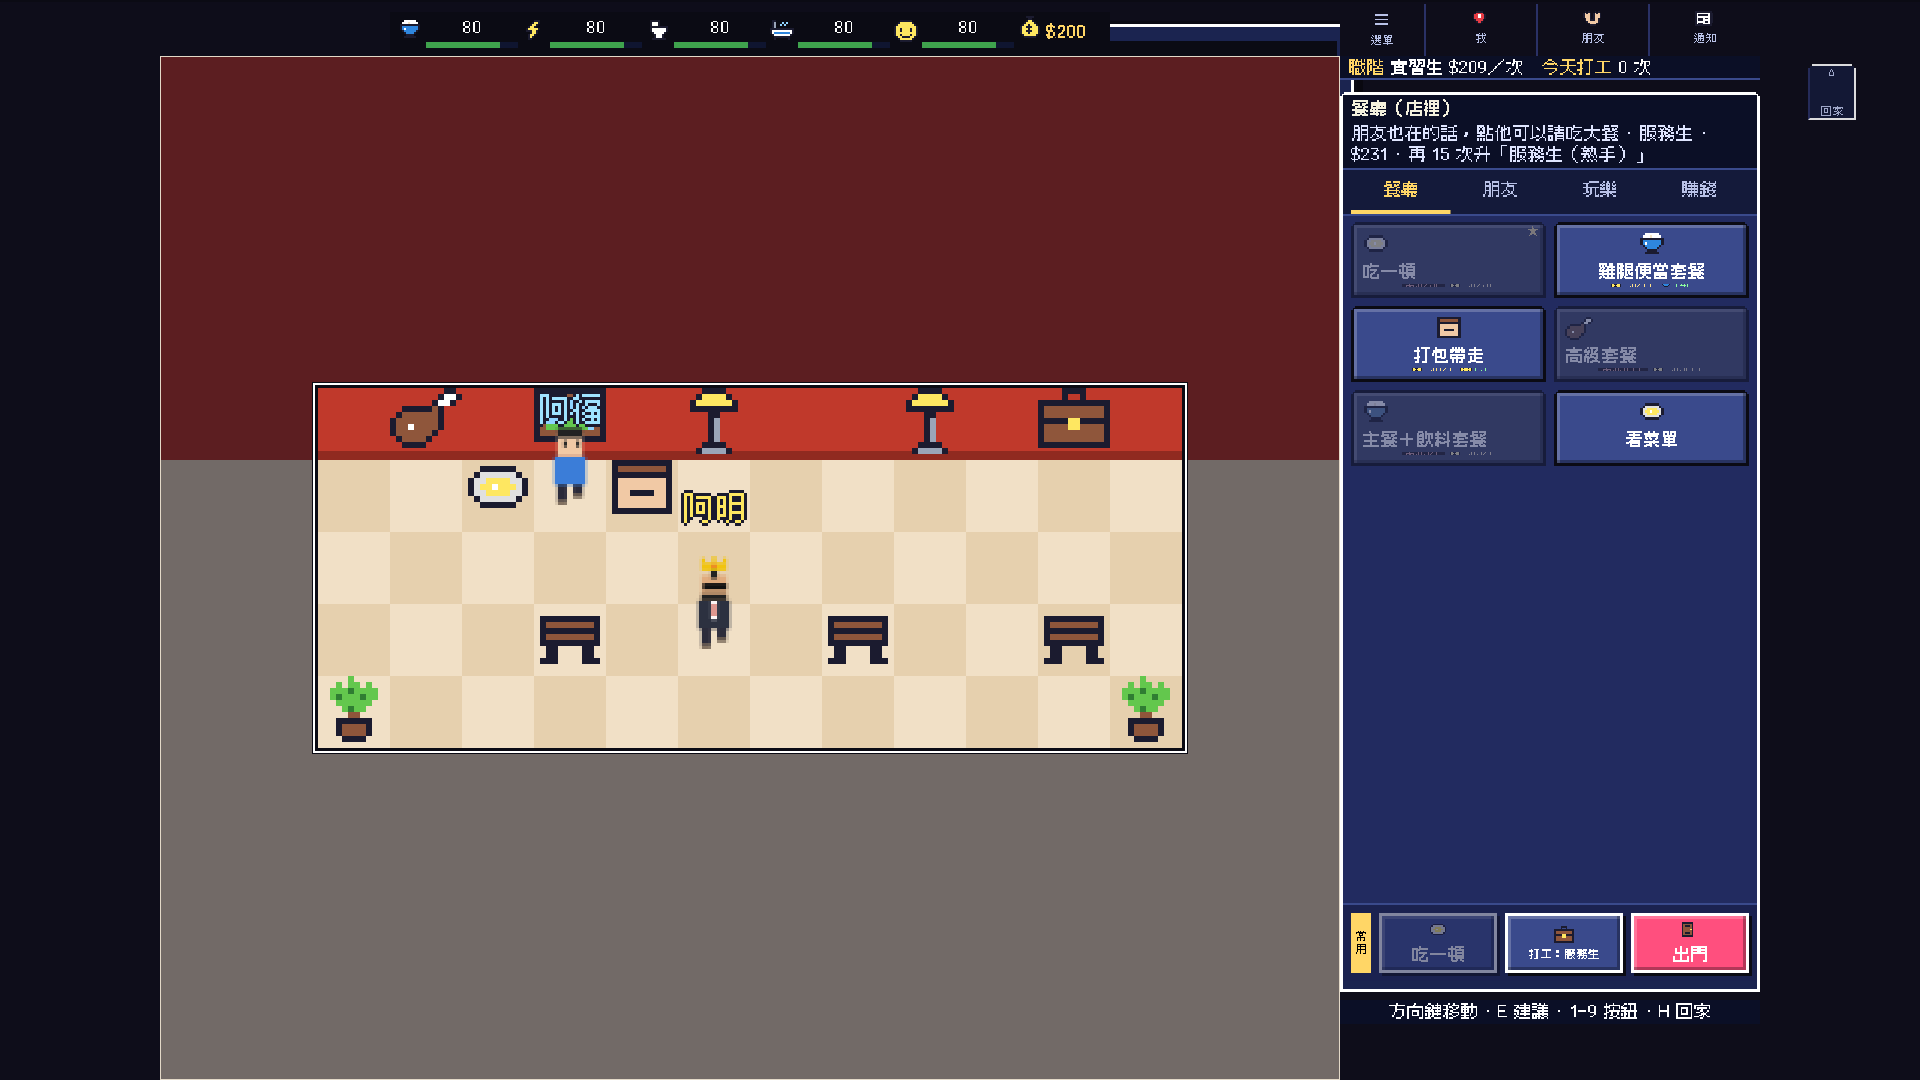 80
80
80
80
80
$200
選單
我
朋友
通知
職階 實習生 $209／次 今天打工 0 次
回家
餐廳（店裡）
朋友也在的話，點他可以請吃大餐·服務生·
$231·再 15 次升「服務生（熟手）」
餐廳
朋友
玩樂
賺錢
吃一頓
雞腿便當套餐
打包帶走
高級套餐
主餐＋飲料套餐
看菜單
阿福
阿明
常用
吃一頓
打工：服務生
出門
方向鍵移動·E 建議·1-9 按鈕·H 回家